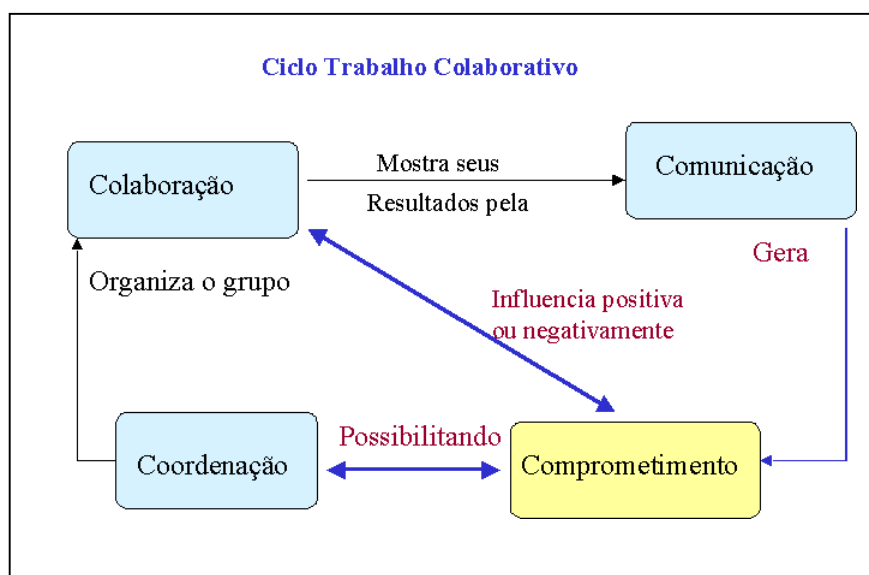 Ciclo Trabalho Colaborativo
Colaboração
Mostra seus
Resultados pela
Comunicação
Gera
Organiza o grupo
Influencia positiva
ou negativamente
Coordenação
Possibilitando
Comprometimento